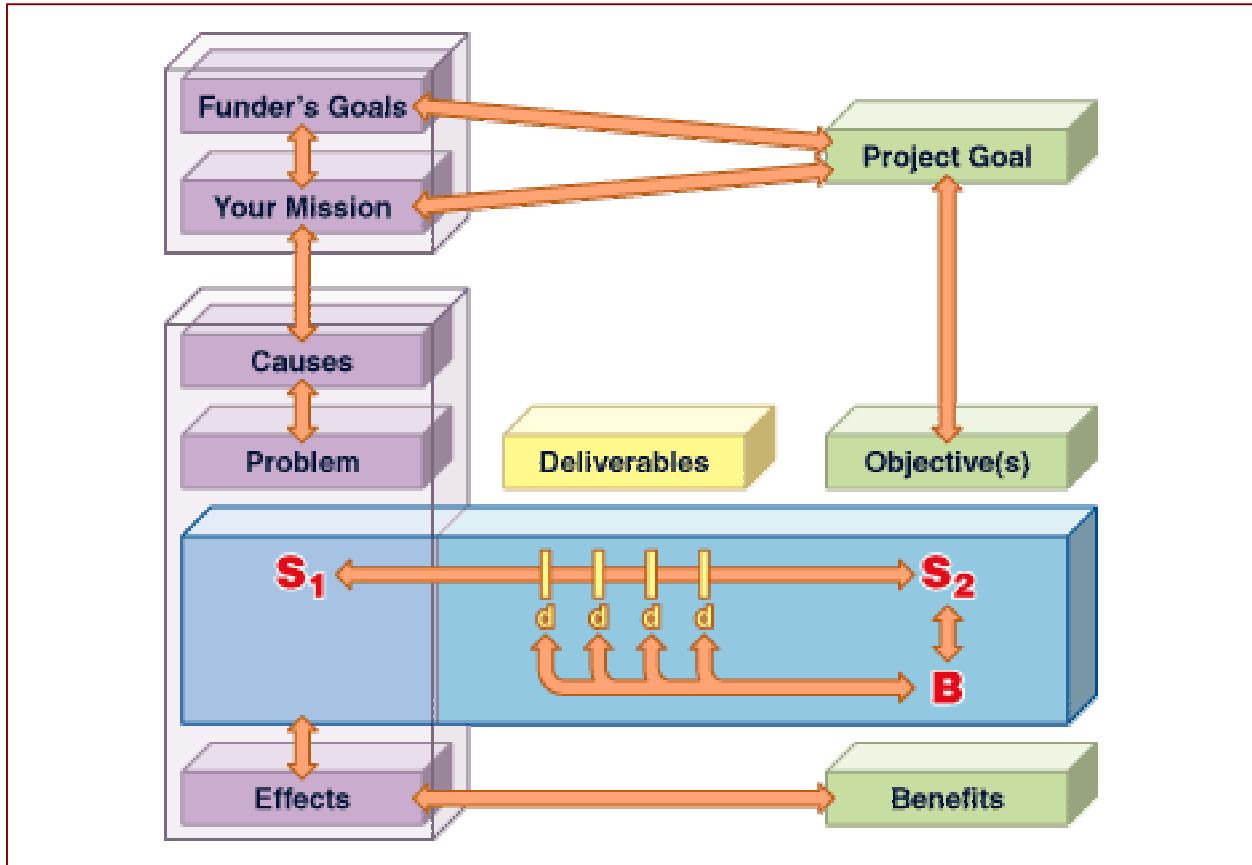 Funder's Goals
Project Goal
Your Mission
Causes
Problem
Deliverables
Objective(s)
S1
S2
d d d d
B
Effects
Benefits